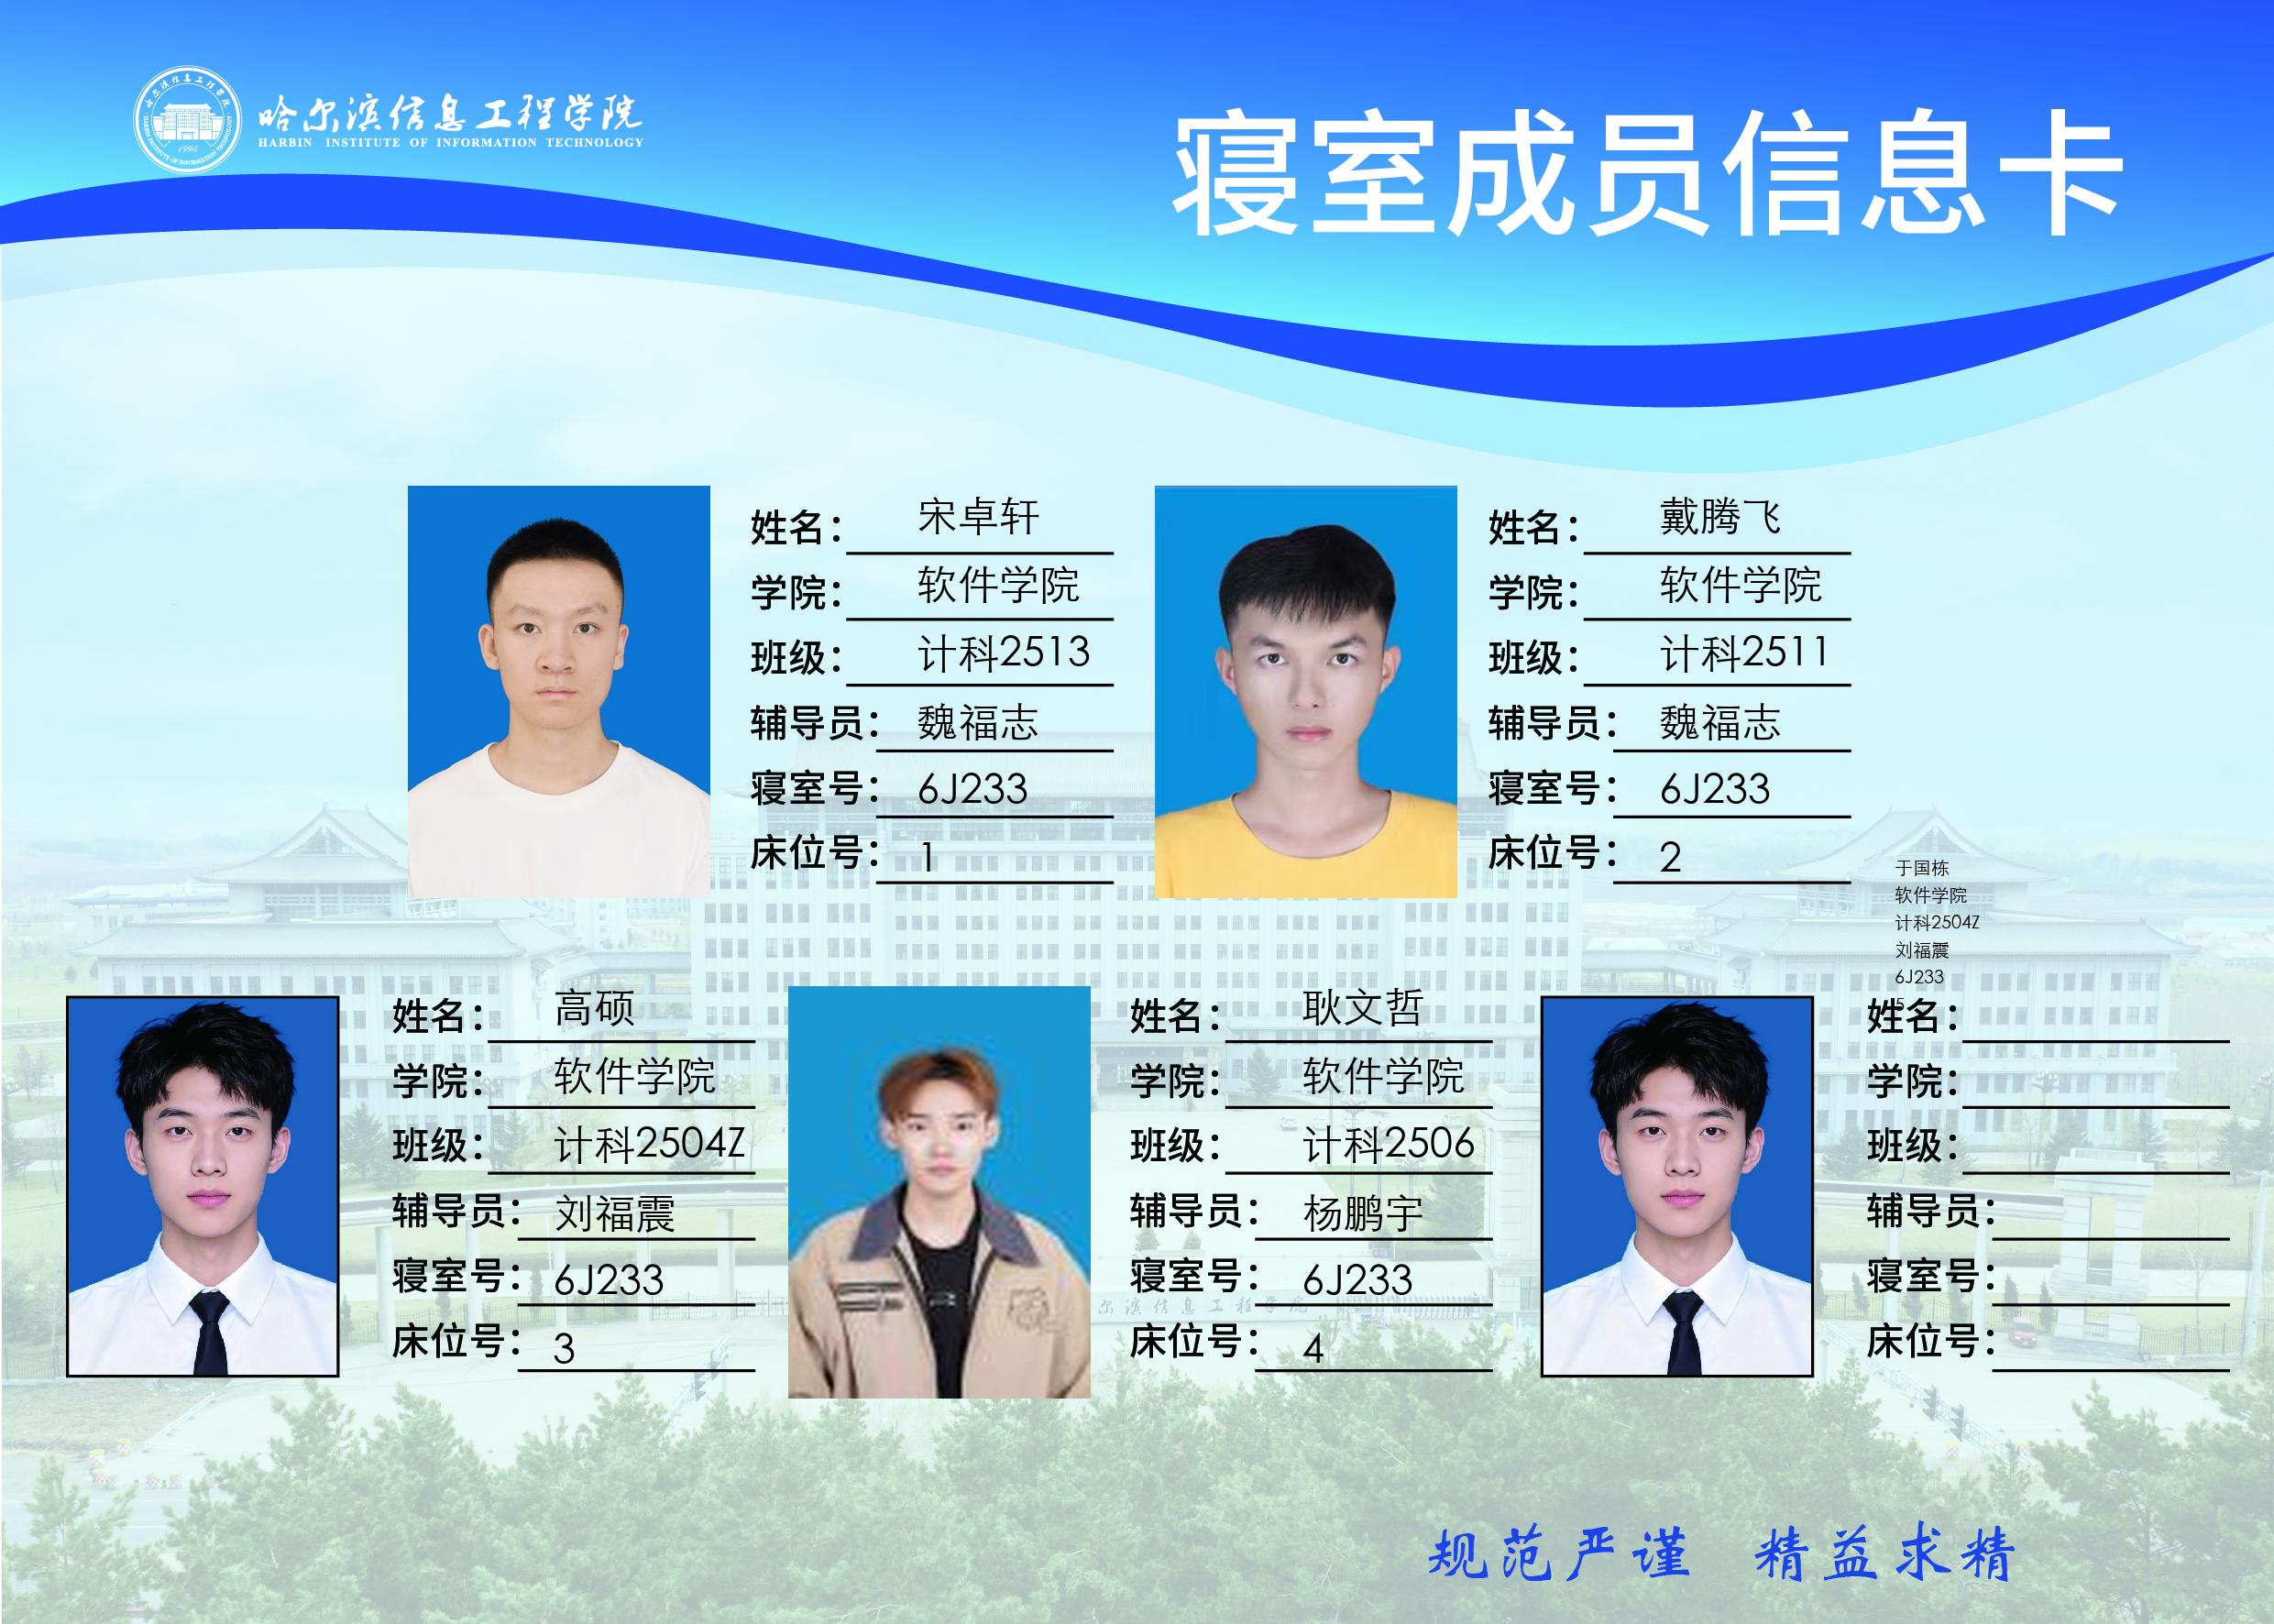 哈尔滨信息工程学院
HARBIN INSTITUTE OF INFORMATION TECHNOLOGY
1995
寝室成员信息卡
姓名：宋卓轩
学院：软件学院
班级：计科2513
辅导员：魏福志
寝室号：6J233
床位号：1
姓名：戴腾飞
学院：软件学院
班级：计科2511
辅导员：魏福志
寝室号：6J233
床位号：2
于国栋
软件学院
计科2504Z
刘福震
6J233
5
姓名：高硕
学院：软件学院
班级：计科2504Z
辅导员：刘福震
寝室号：6J233
床位号：3
姓名：耿文哲
学院：软件学院
班级：计科2506
辅导员：杨鹏宇
寝室号：6J233
床位号：4
姓名：
学院：
班级：
辅导员：
寝室号：
床位号：
尔滨信息工程学院
规范严谨 精益求精